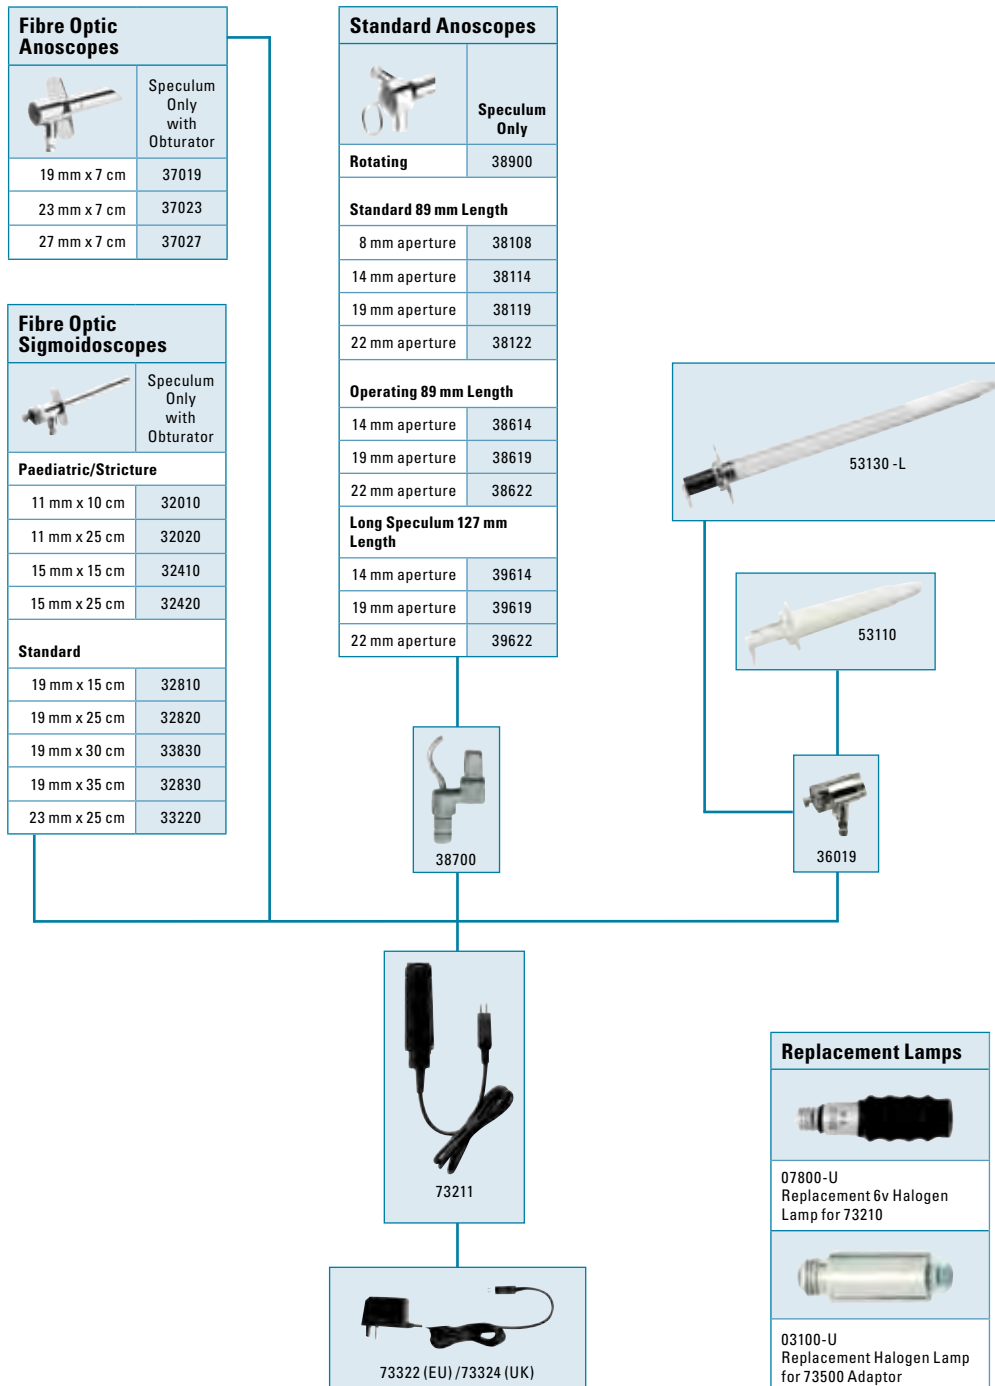 Fibre Optic
Anoscopes
Speculum
Only
with
Obturator
19 mm x 7 cm 37019
23 mm x 7 cm 37023
27 mm x 7 cm 37027
Fibre Optic
Sigmoidoscopes
Speculum
Only
with
Obturator
Paediatric/Stricture
11 mm x 10 cm 32010
11 mm x 25 cm 32020
15 mm x 15 cm 32410
15 mm x 25 cm 32420
Standard
19 mm x 15 cm 32810
19 mm x 25 cm 32820
19 mm x 30 cm 33830
19 mm x 35 cm 32830
23 mm x 25 cm 33220
Standard Anoscopes
Speculum
Only
Rotating 38900
Standard 89 mm Length
8 mm aperture 38108
14 mm aperture 38114
19 mm aperture 38119
22 mm aperture 38122
Operating 89 mm Length
14 mm aperture 38614
19 mm aperture 38619
22 mm aperture 38622
Long Speculum 127 mm
Length
14 mm aperture 39614
19 mm aperture 39619
22 mm aperture 39622
53130 -L
53110
38700
36019
73211
73322 (EU) /73324 (UK)
Replacement Lamps
07800-U
Replacement 6v Halogen
Lamp for 73210
03100-U
Replacement Halogen Lamp
for 73500 Adaptor